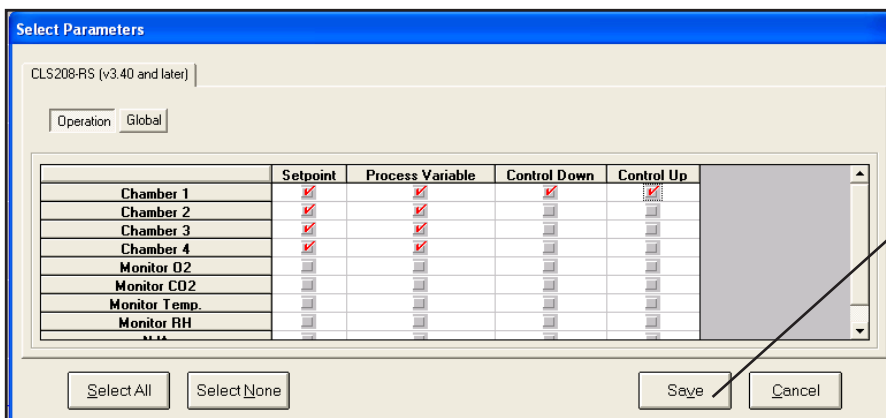 Select Parameters
CLS208-RS (v3.40 and later)
Operation Global
Setpoint Process Variable Control Down Control Up
Chamber 1
Chamber 2
Chamber 3
Chamber 4
Monitor O2
Monitor CO2
Monitor Temp.
Monitor RH
Select All Select None Save Cancel